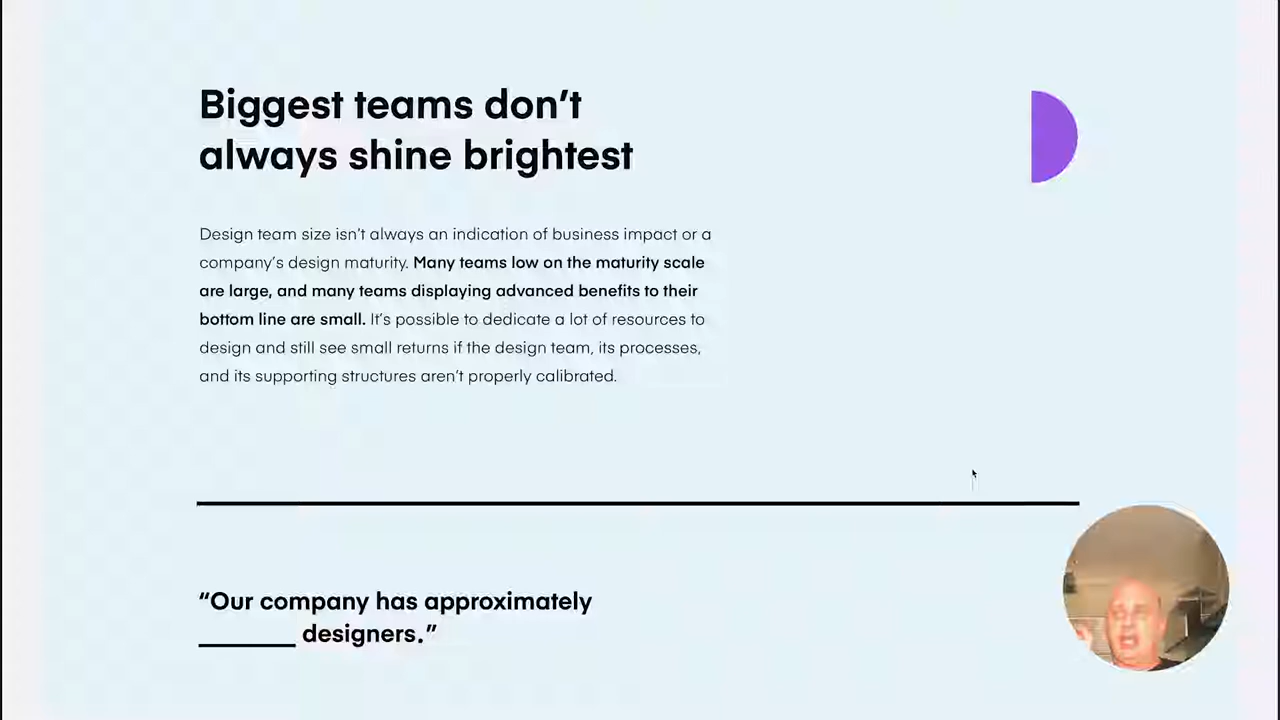 Biggest teams don’t
always shine brightest
Design team size isn’t always an indication of business impact or a
company’s design maturity. Many teams low on the maturity scale
are large, and many teams displaying advanced benefits to their
bottom line are small. It’s possible to dedicate a lot of resources to
design and still see small returns if the design team, its processes,
and its supporting structures aren’t properly calibrated.
“Our company has approximately
_______ designers.”